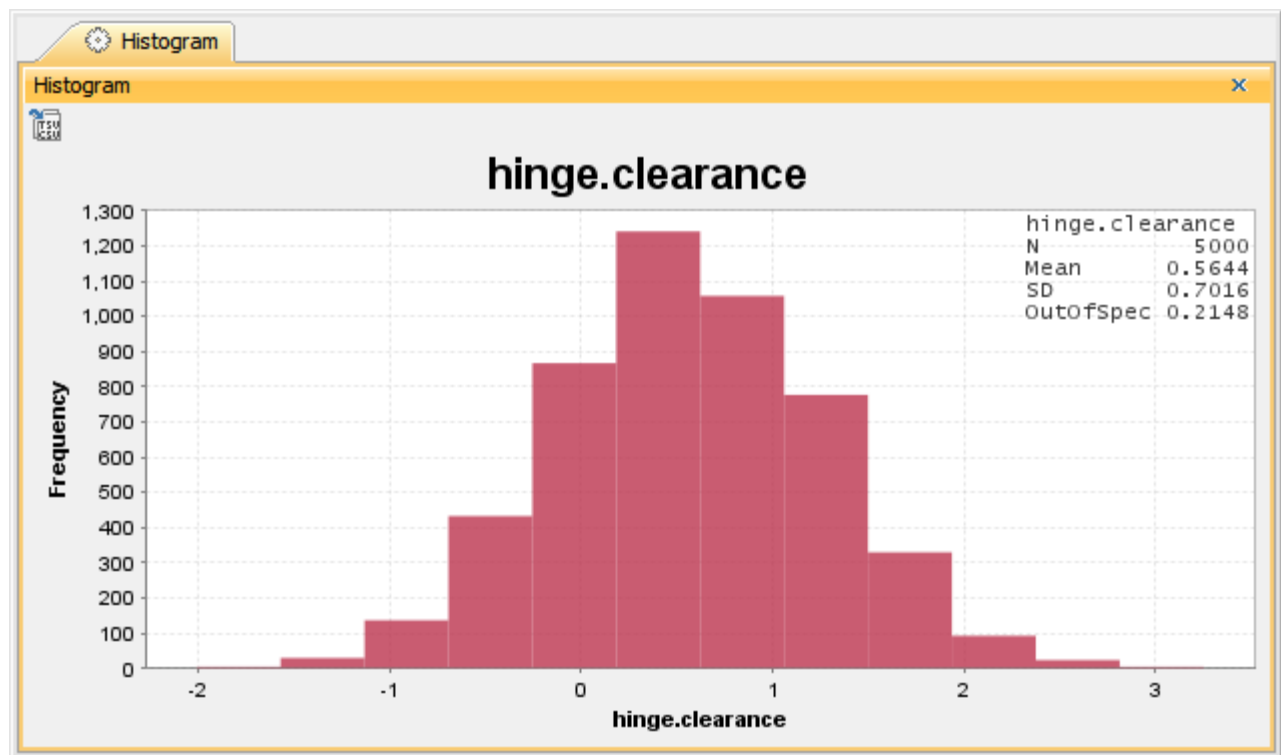 Histogram
Histogram
TSV
CSV
hinge.clearance
1,300
1,200
1,100
1,000
900
800
700
600
500
400
300
200
100
0
Frequency
hinge.clearance
N 5000
Mean 0.5644
SD 0.7016
OutOfSpec 0.2148
-2 -1 0 1 2 3
hinge.clearance